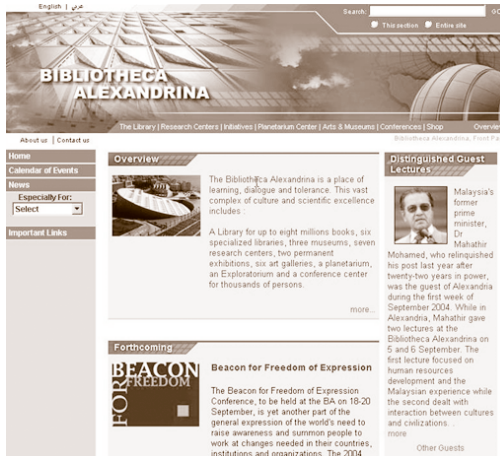 English | عربي
Search:
GO
This section
Entire site
BIBLIOTHECA
ALEXANDRINA
The Library | Research Centers | Initiatives | Planetarium Center | Arts & Museums | Conferences | Shop
About us | Contact us
Bibliotheca Alexandrina, Front Pa
Home
Calendar of Events
News
Especially For:
Select
Important Links
Overview
The Bibliotheca Alexandrina is a place of
learning, dialogue and tolerance. This vast
complex of culture and scientific excellence
includes :
A Library for up to eight millions books, six
specialized libraries, three museums, seven
research centers, two permanent
exhibitions, six art galleries, a planetarium,
an Exploratorium and a conference center
for thousands of persons.
more...
Forthcoming
BEACON
FOR
FREEDOM
Beacon for Freedom of Expression
The Beacon for Freedom of Expression
Conference, to be held at the BA on 18-20
September, is yet another part of the
general expression of the world's need to
raise awareness and summon people to
work at changes needed in their countries,
institutions and organizations. The 2004
Distinguished Guest
Lectures
Malaysia's
former
prime
minister,
Dr
Mahathir
Mohamed, who relinquished
his post last year after
twenty-two years in power,
was the guest of Alexandria
during the first week of
September 2004. While in
Alexandria, Mahathir gave
two lectures at the
Bibliotheca Alexandrina on
5 and 6 September. The
first lecture focused on
human resources
development and the
Malaysian experience while
the second dealt with
interaction between cultures
and civilizations. .
more
Other Guests